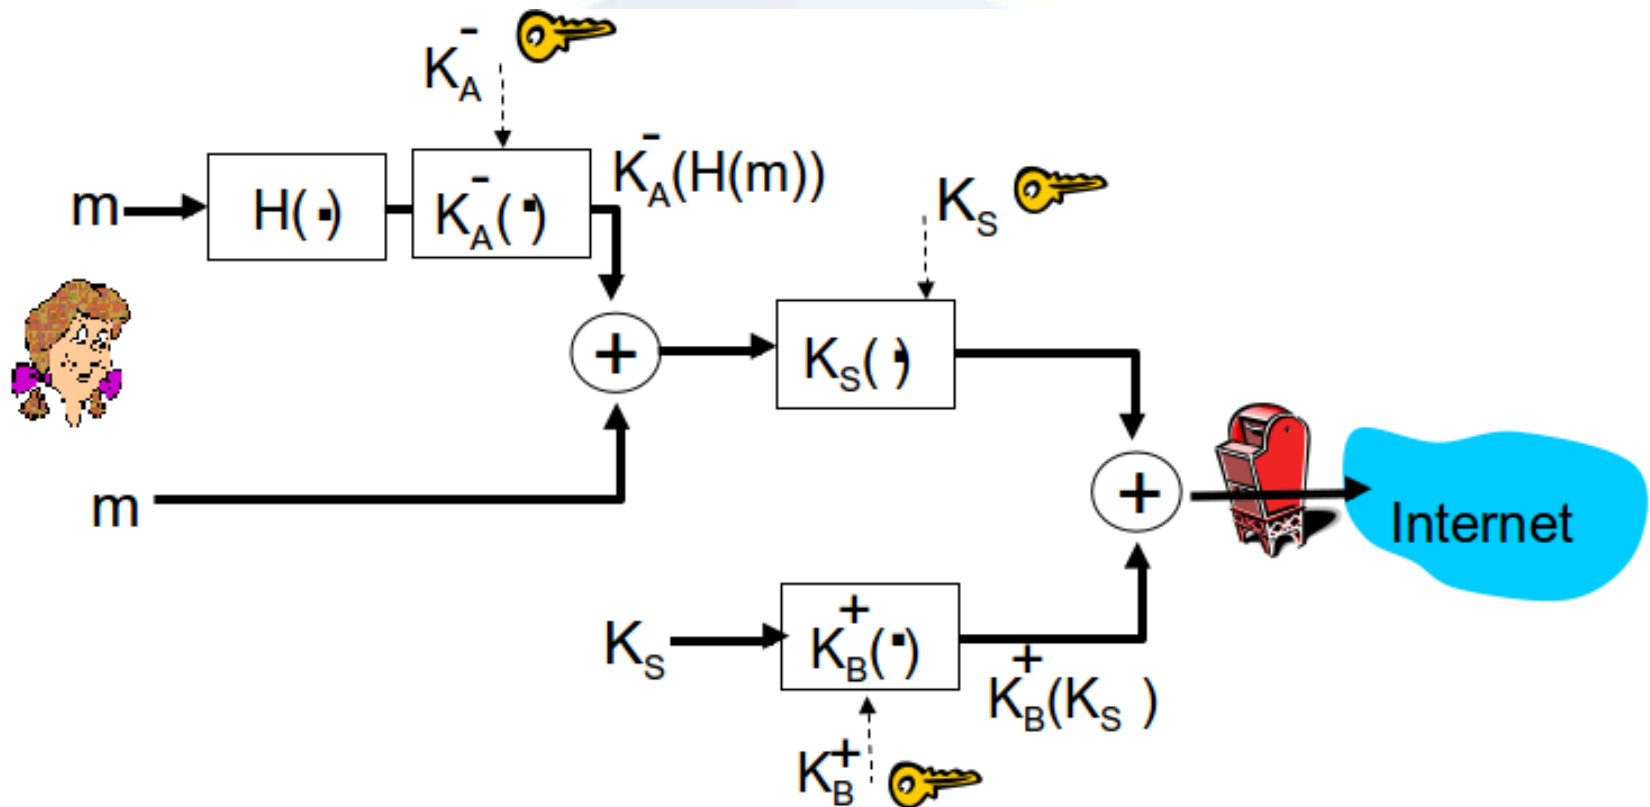 K_A^-
K_A^-(H(m))
m
H(·)
K_A^-(·)
K_S
+
K_S(·)
m
+
Internet
K_S
K_B^+(·)
K_B^+(K_S )
K_B^+